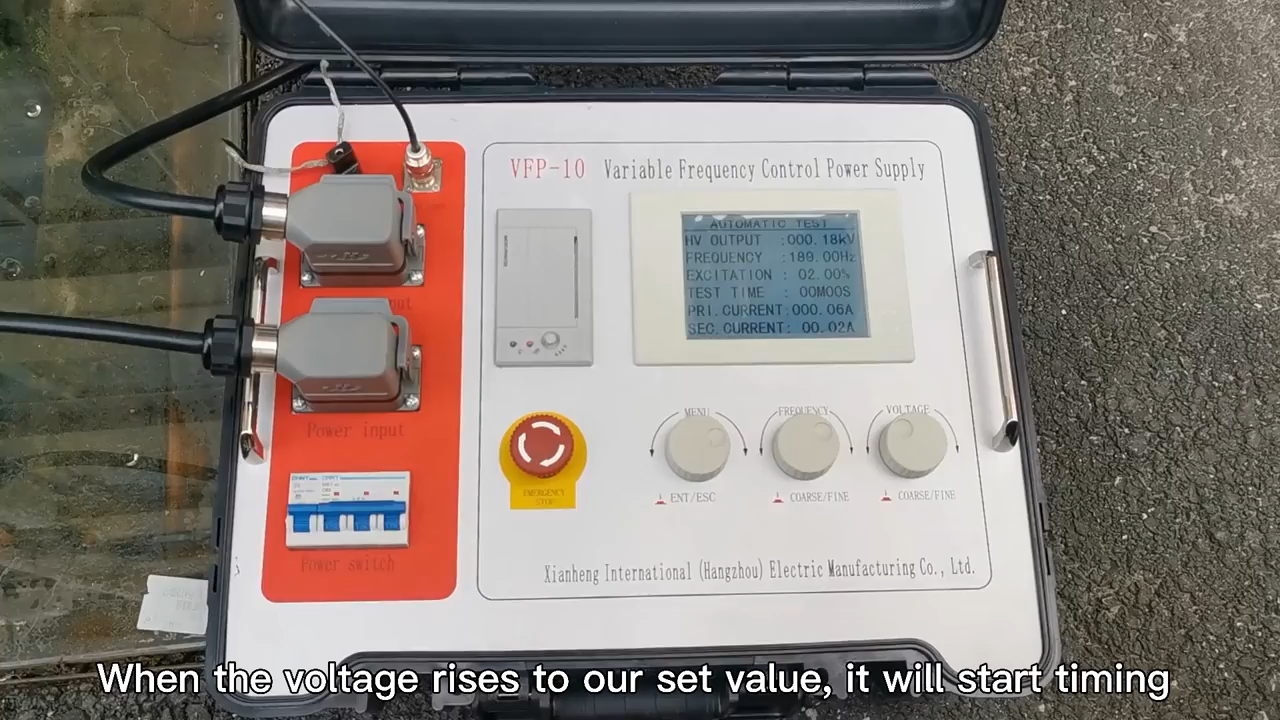 VFP-10 Variable Frequency Control Power Supply
AUTOMATIC TEST
HV OUTPUT :000.18kV
FREQUENCY :189.00Hz
EXCITATION : 02.00%
TEST TIME : 00M00S
PRI.CURRENT:000.06A
SEC.CURRENT: 00.02A
Power input
Power switch
EMERGENCY
STOP
MENU
ENT/ESC
FREQUENCY
COARSE/FINE
VOLTAGE
COARSE/FINE
Xianheng International (Hangzhou) Electric Manufacturing Co., Ltd.
When the voltage rises to our set value, it will start timing